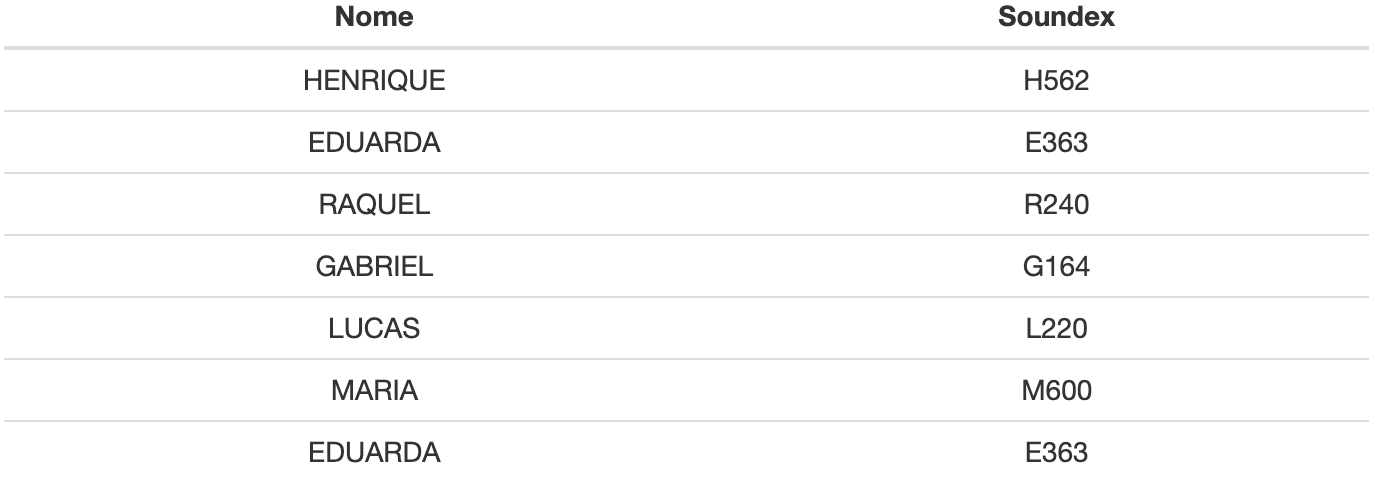 Nome Soundex
HENRIQUE H562
EDUARDA E363
RAQUEL R240
GABRIEL G164
LUCAS L220
MARIA M600
EDUARDA E363